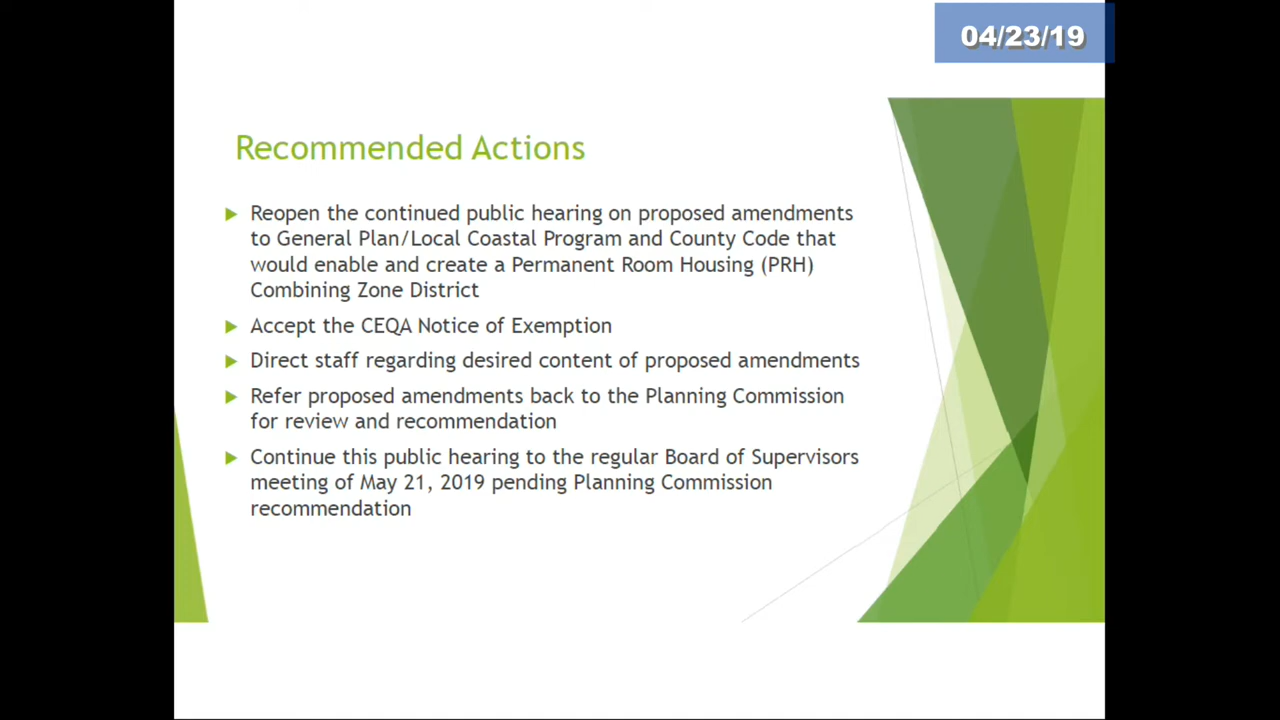 04/23/19
Recommended Actions
Reopen the continued public hearing on proposed amendments
to General Plan/Local Coastal Program and County Code that
would enable and create a Permanent Room Housing (PRH)
Combining Zone District
Accept the CEQA Notice of Exemption
Direct staff regarding desired content of proposed amendments
Refer proposed amendments back to the Planning Commission
for review and recommendation
Continue this public hearing to the regular Board of Supervisors
meeting of May 21, 2019 pending Planning Commission
recommendation